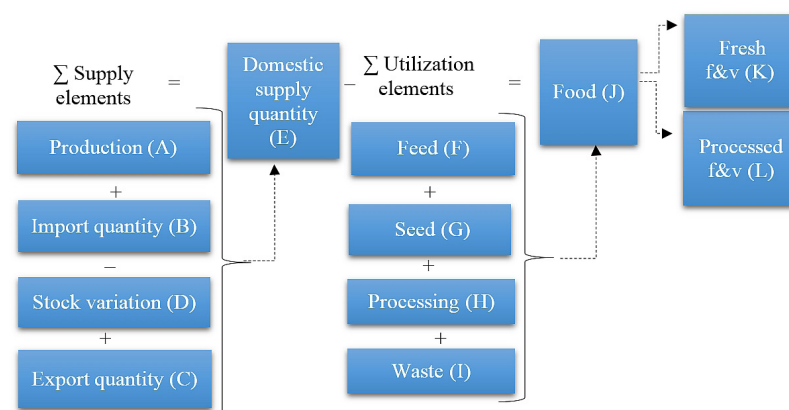 ∑ Supply
elements
=
Domestic
supply
quantity
(E)
−
∑ Utilization
elements
=
Food (J)
Fresh
f&v (K)
Processed
f&v (L)
Production (A)
+
Import quantity (B)
−
Stock variation (D)
+
Export quantity (C)
Feed (F)
+
Seed (G)
+
Processing (H)
+
Waste (I)